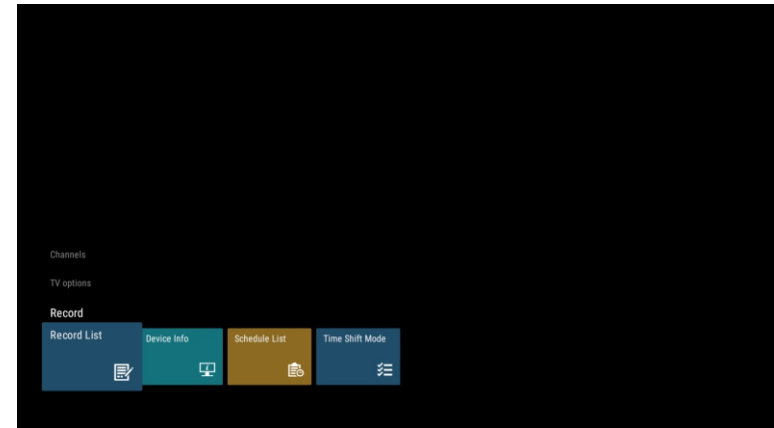 Channels
TV options
Record
Record List
Device Info
Schedule List
Time Shift Mode